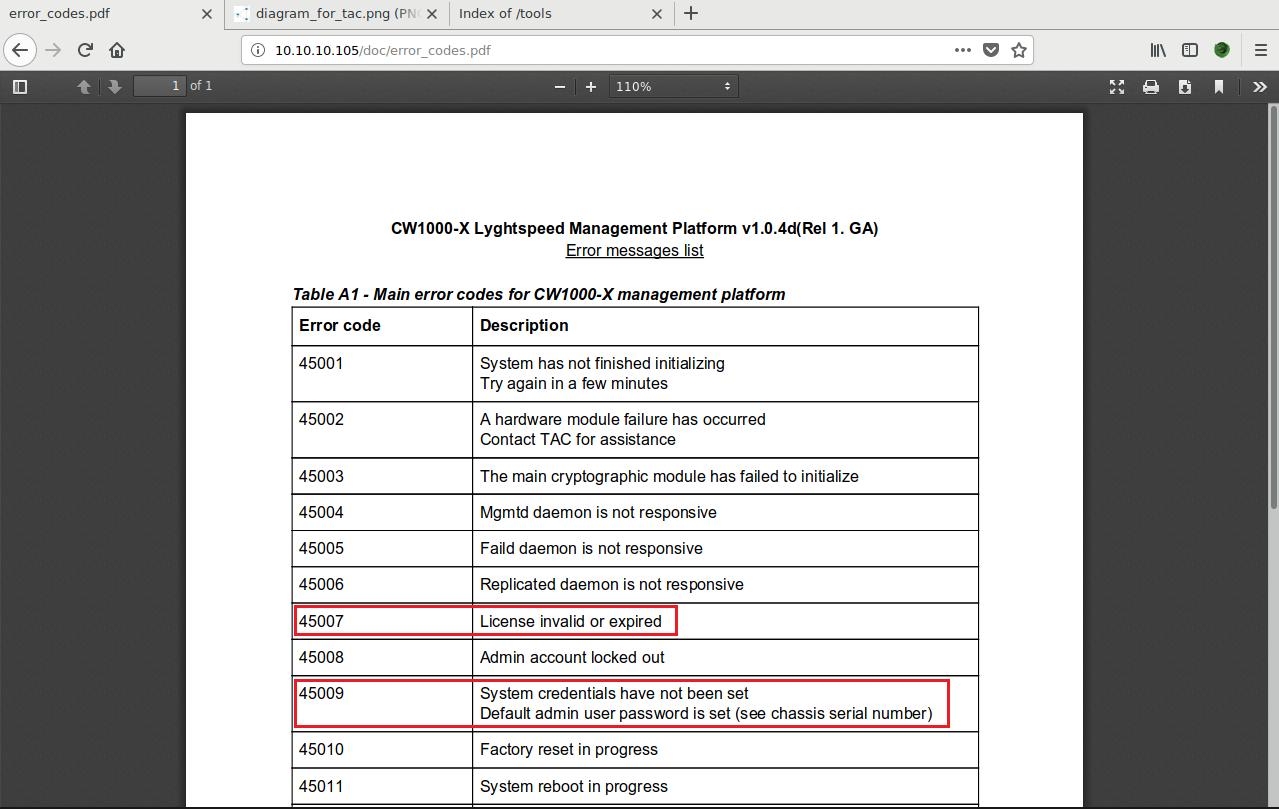 error_codes.pdf
diagram_for_tac.png (PNG
Index of /tools
10.10.10.105/doc/error_codes.pdf
1 of 1
110%
CW1000-X Lyghtspeed Management Platform v1.0.4d(Rel 1. GA)
Error messages list
Table A1 - Main error codes for CW1000-X management platform
Error code Description
45001 System has not finished initializing
Try again in a few minutes
45002 A hardware module failure has occurred
Contact TAC for assistance
45003 The main cryptographic module has failed to initialize
45004 Mgmtd daemon is not responsive
45005 Faild daemon is not responsive
45006 Replicated daemon is not responsive
45007 License invalid or expired
45008 Admin account locked out
45009 System credentials have not been set
Default admin user password is set (see chassis serial number)
45010 Factory reset in progress
45011 System reboot in progress